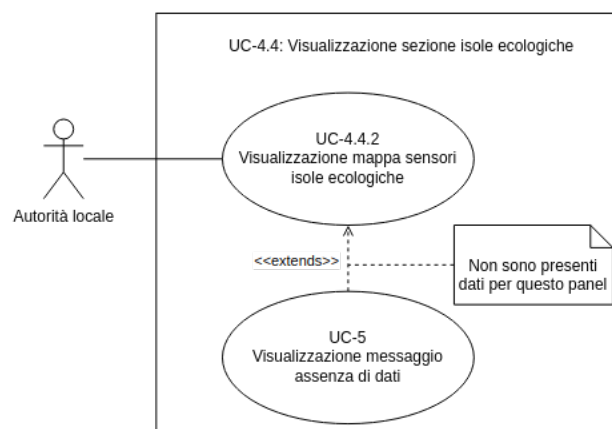 UC-4.4: Visualizzazione sezione isole ecologiche
UC-4.4.2
Visualizzazione mappa sensori
isole ecologiche
Autorità locale
<<extends>>
Non sono presenti
dati per questo panel
UC-5
Visualizzazione messaggio
assenza di dati